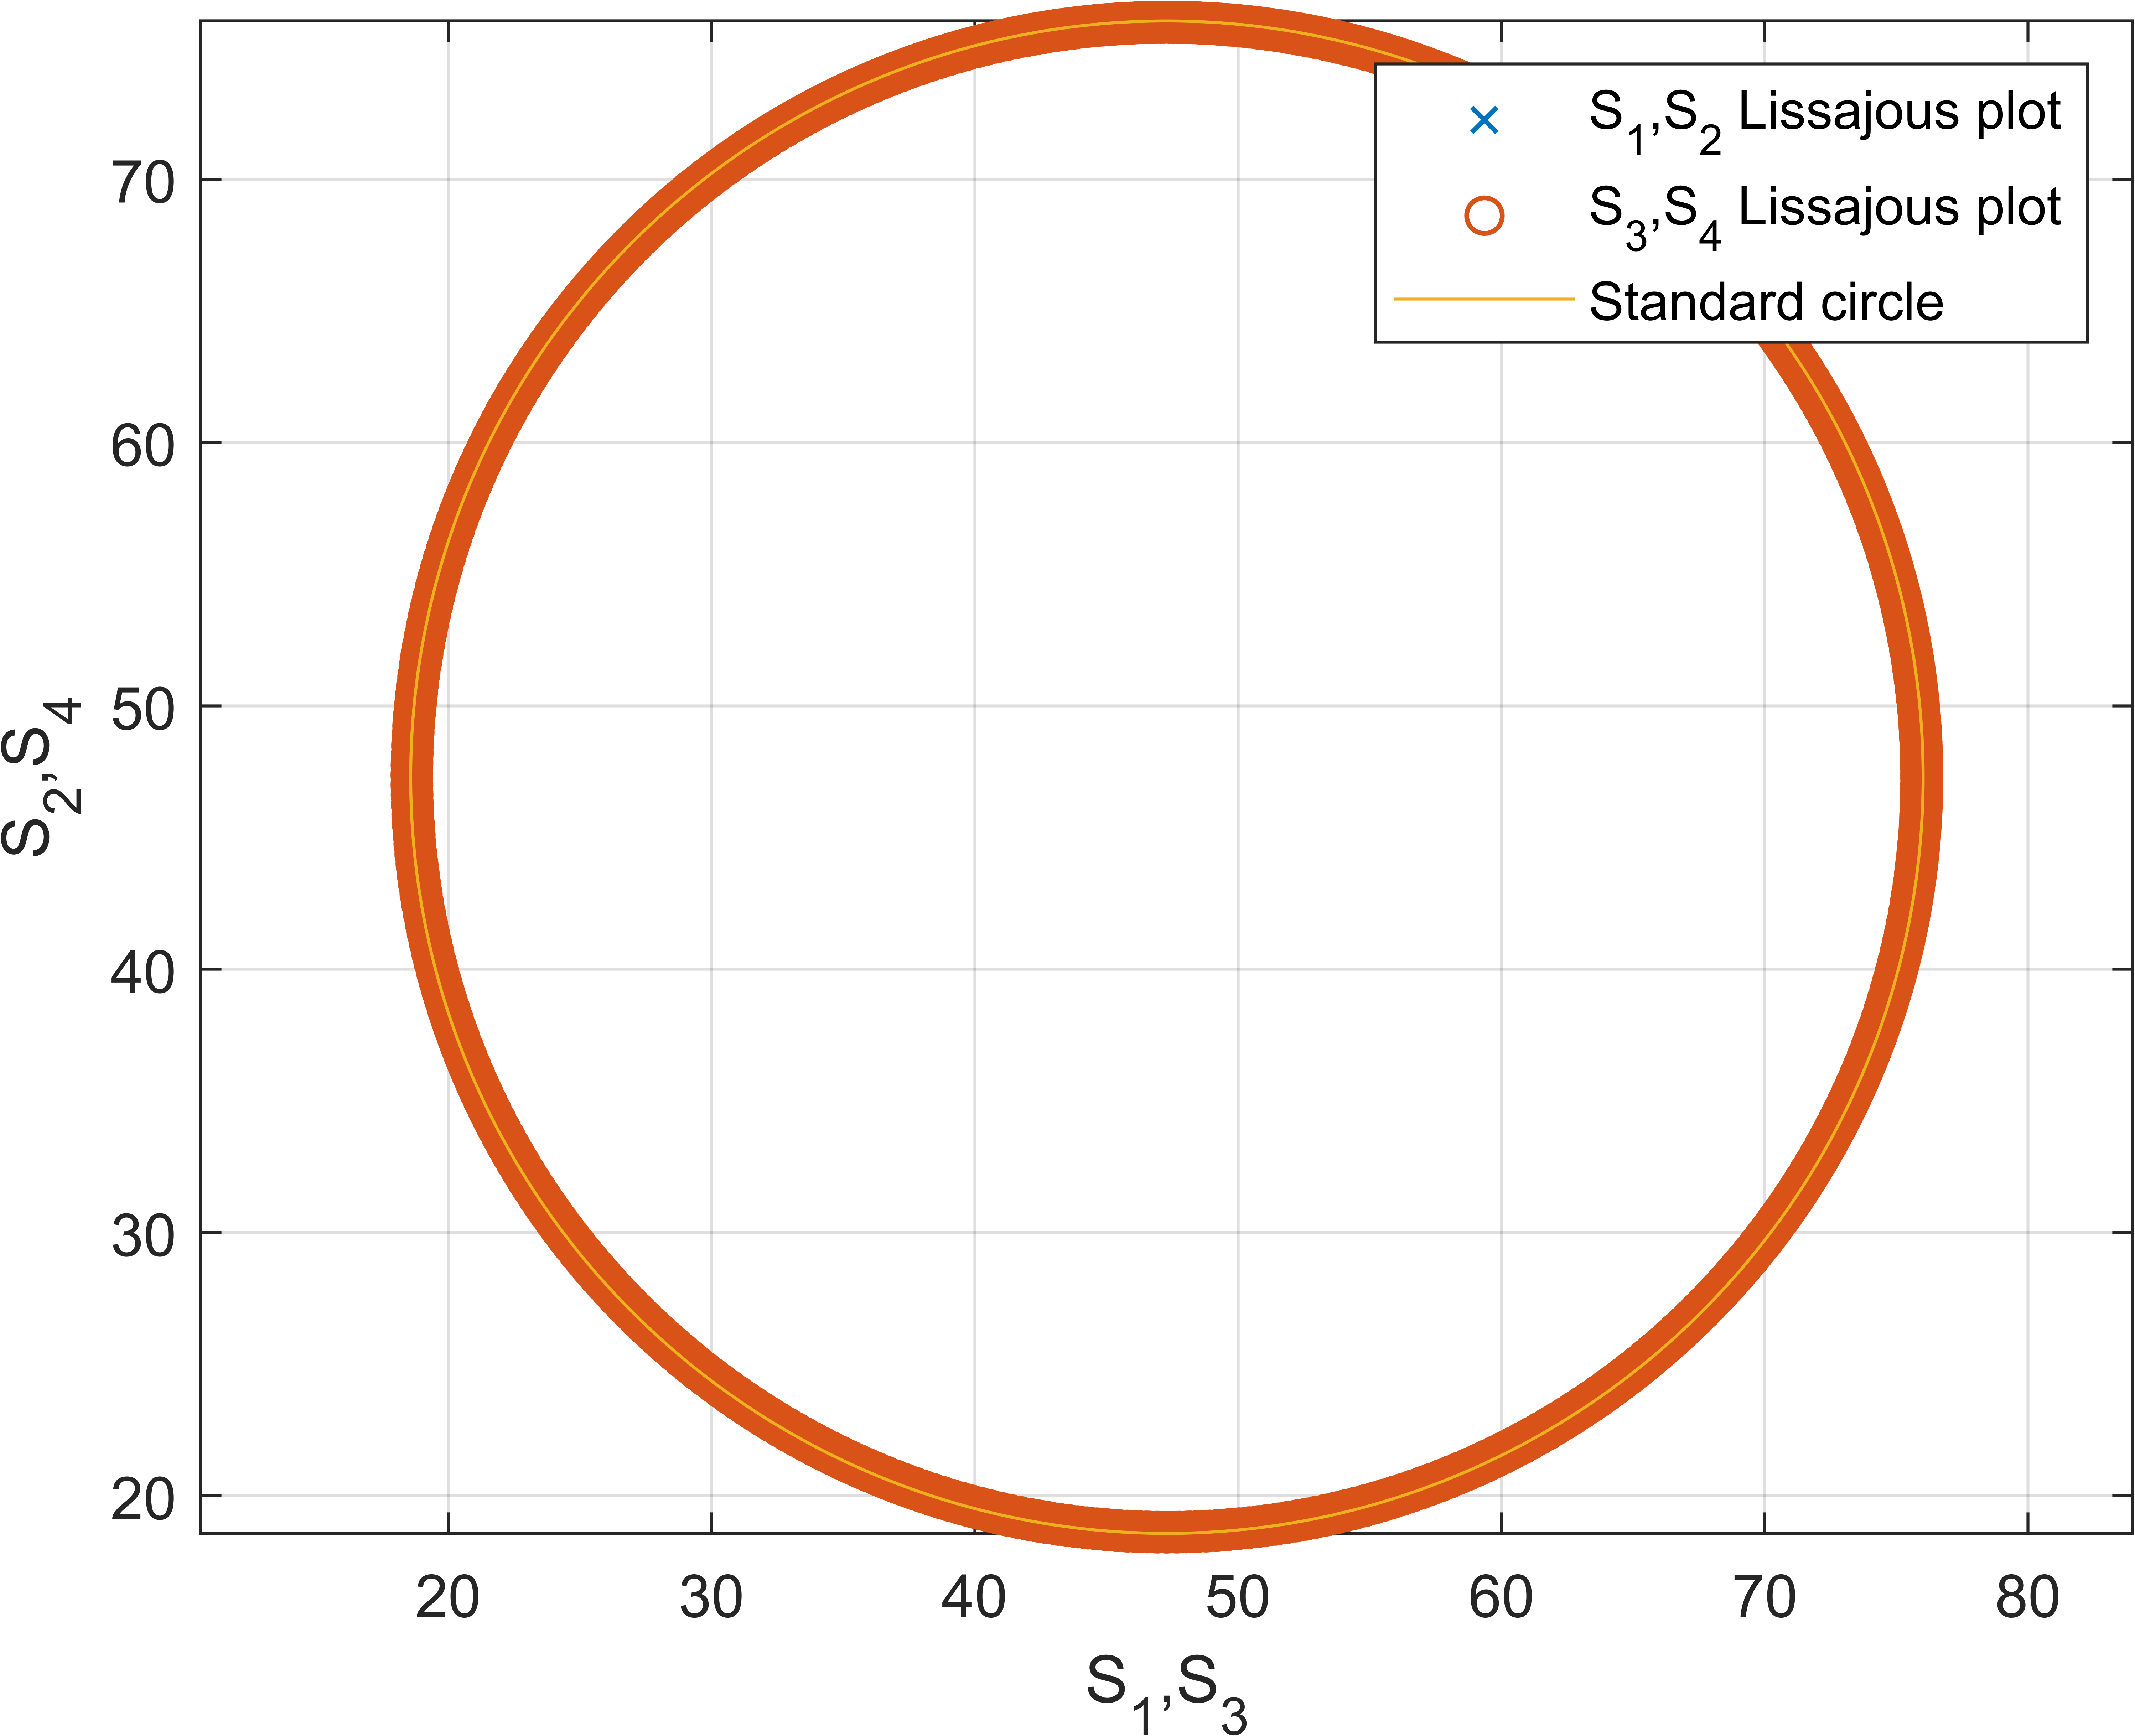 S1,S2 Lissajous plot
S3,S4 Lissajous plot
Standard circle
70
60
50
40
30
20
S2,S4
20 30 40 50 60 70 80
S1,S3